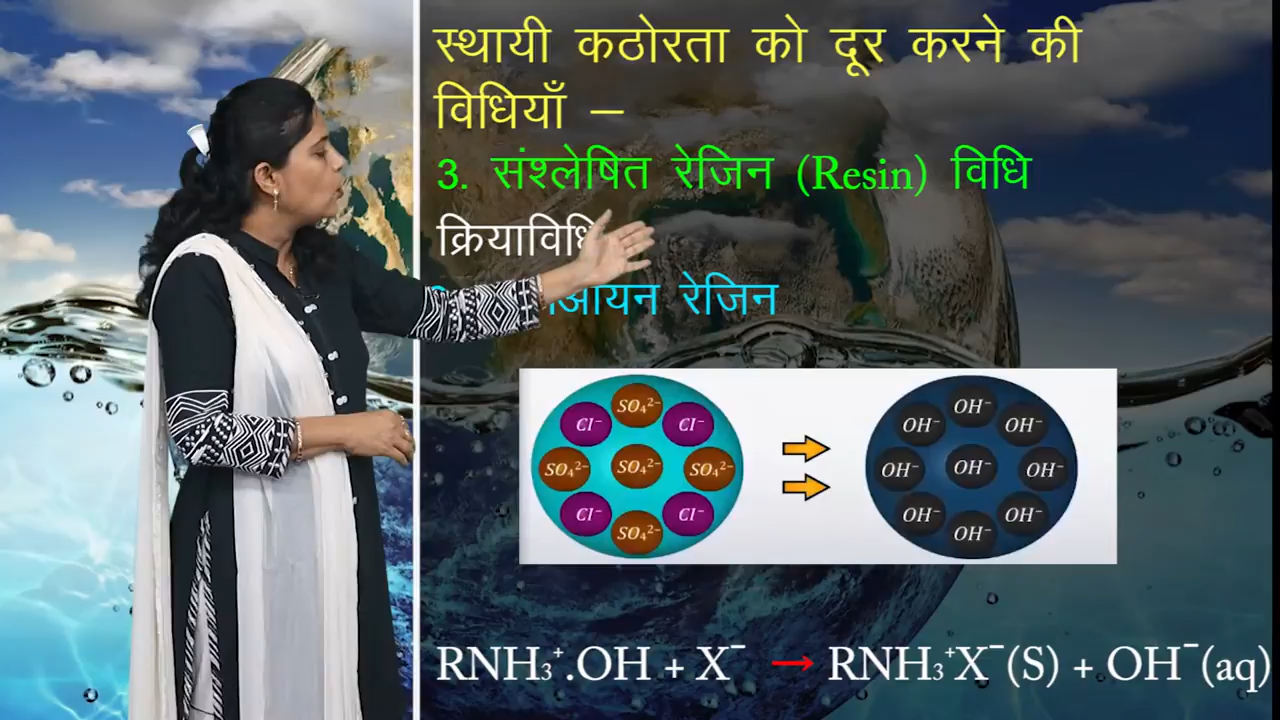 स्थायी कठोरता को दूर करने की
विधियाँ –
3. संश्लेषित रेजिन (Resin) विधि
क्रियाविधि
रेजिन
SO₄²⁻
Cl⁻ Cl⁻
SO₄²⁻ SO₄²⁻ SO₄²⁻
Cl⁻ Cl⁻
SO₄²⁻
OH⁻
OH⁻ OH⁻
OH⁻ OH⁻ OH⁻
OH⁻ OH⁻
OH⁻
RNH₃⁺.OH + X⁻ → RNH₃⁺X⁻(S) + OH⁻(aq)